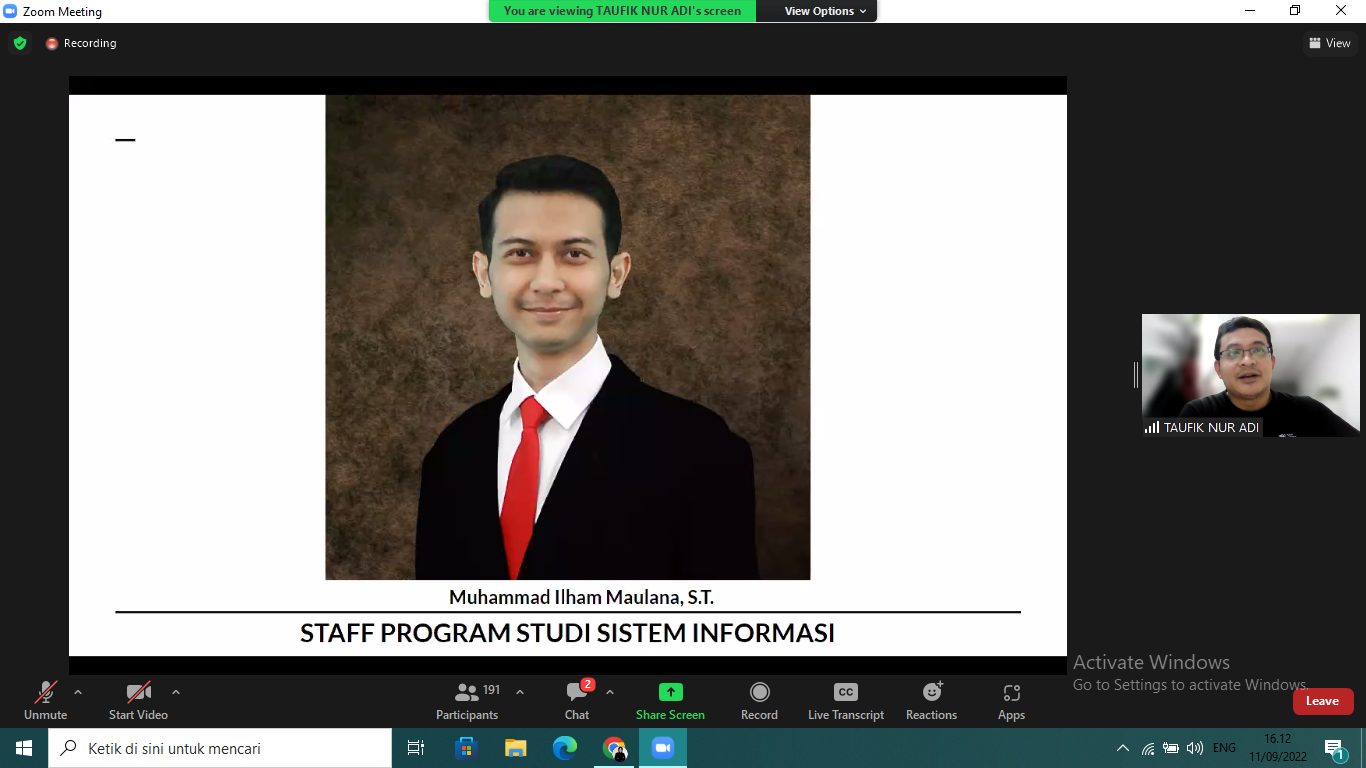 Zoom Meeting
You are viewing TAUFIK NUR ADI's screen
View Options
Recording
View
Muhammad Ilham Maulana, S.T.
STAFF PROGRAM STUDI SISTEM INFORMASI
TAUFIK NUR ADI
Activate Windows
Go to Settings to activate Windows.
Unmute
Start Video
191
Participants
2
Chat
Share Screen
Record
CC
Live Transcript
Reactions
Apps
Leave
Ketik di sini untuk mencari
ENG
16.12
11/09/2022
1